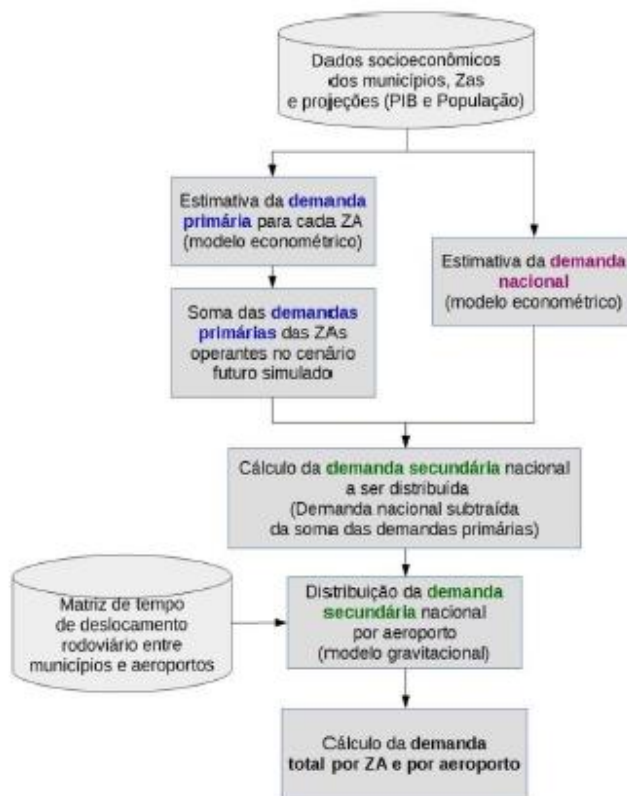 Dados socioeconômicos
dos municípios, Zas
e projeções (PIB e População)
Estimativa da demanda
primária para cada ZA
(modelo econométrico)
Estimativa da demanda
nacional
(modelo econométrico)
Soma das demandas
primárias das ZAs
operantes no cenário
futuro simulado
Cálculo da demanda secundária nacional
a ser distribuída
(Demanda nacional subtraída
da soma das demandas primárias)
Matriz de tempo
de deslocamento
rodoviário entre
municípios e aeroportos
Distribuição da demanda
secundária nacional
por aeroporto
(modelo gravitacional)
Cálculo da demanda
total por ZA e por aeroporto